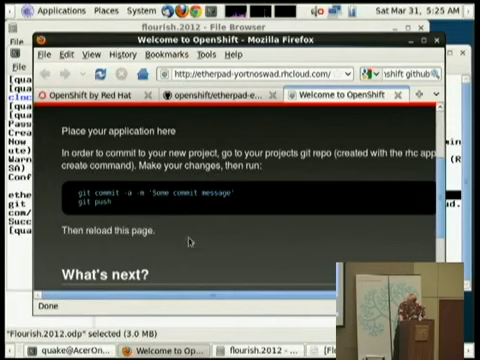 Applications Places System
Sat Mar 31, 5:25 AM
flourish.2012 - File Browser
Welcome to OpenShift - Mozilla Firefox
File Edit View History Bookmarks Tools Help
http://etherpad-yortnoswad.rhcloud.com/
shift github
OpenShift by Red Hat
openshift/etherpad-e...
Welcome to OpenShift
Place your application here
In order to commit to your new project, go to your projects git repo (created with the rhc app
create command). Make your changes, then run:
git commit -a -m 'Some commit message'
git push
Then reload this page.
What's next?
Done
"Flourish.2012.odp" selected (3.0 MB)
quake@AcerOn...
Welcome to Op...
flourish.2012 - ...